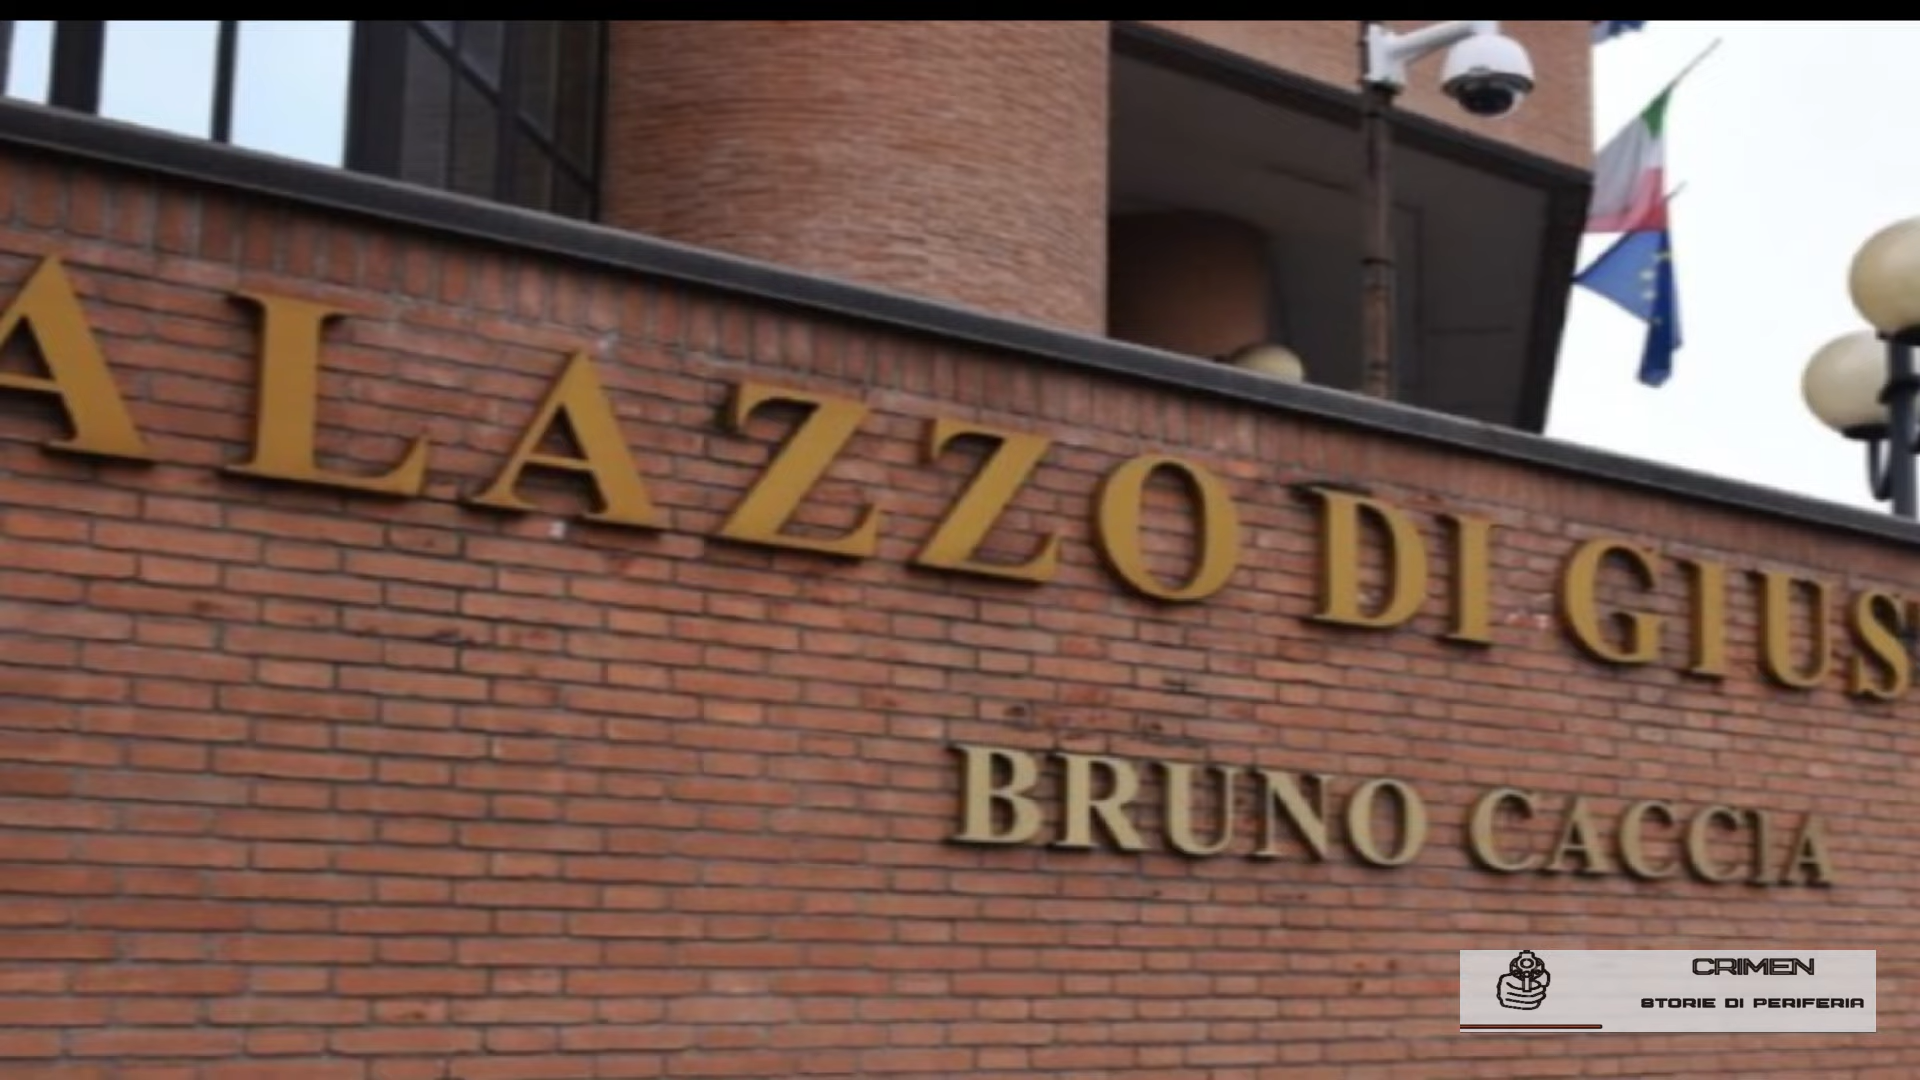 ALAZZO DI GIUS
BRUNO CACCIA
CRIMEN
STORIE DI PERIFERIA